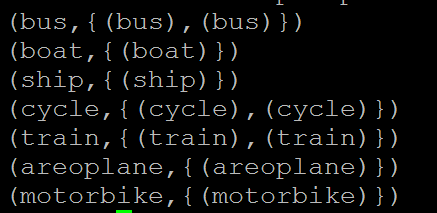 (bus,{(bus),(bus)})
(boat,{(boat)})
(ship,{(ship)})
(cycle,{(cycle),(cycle)})
(train,{(train),(train)})
(areoplane,{(areoplane)})
(motorbike,{(motorbike)})